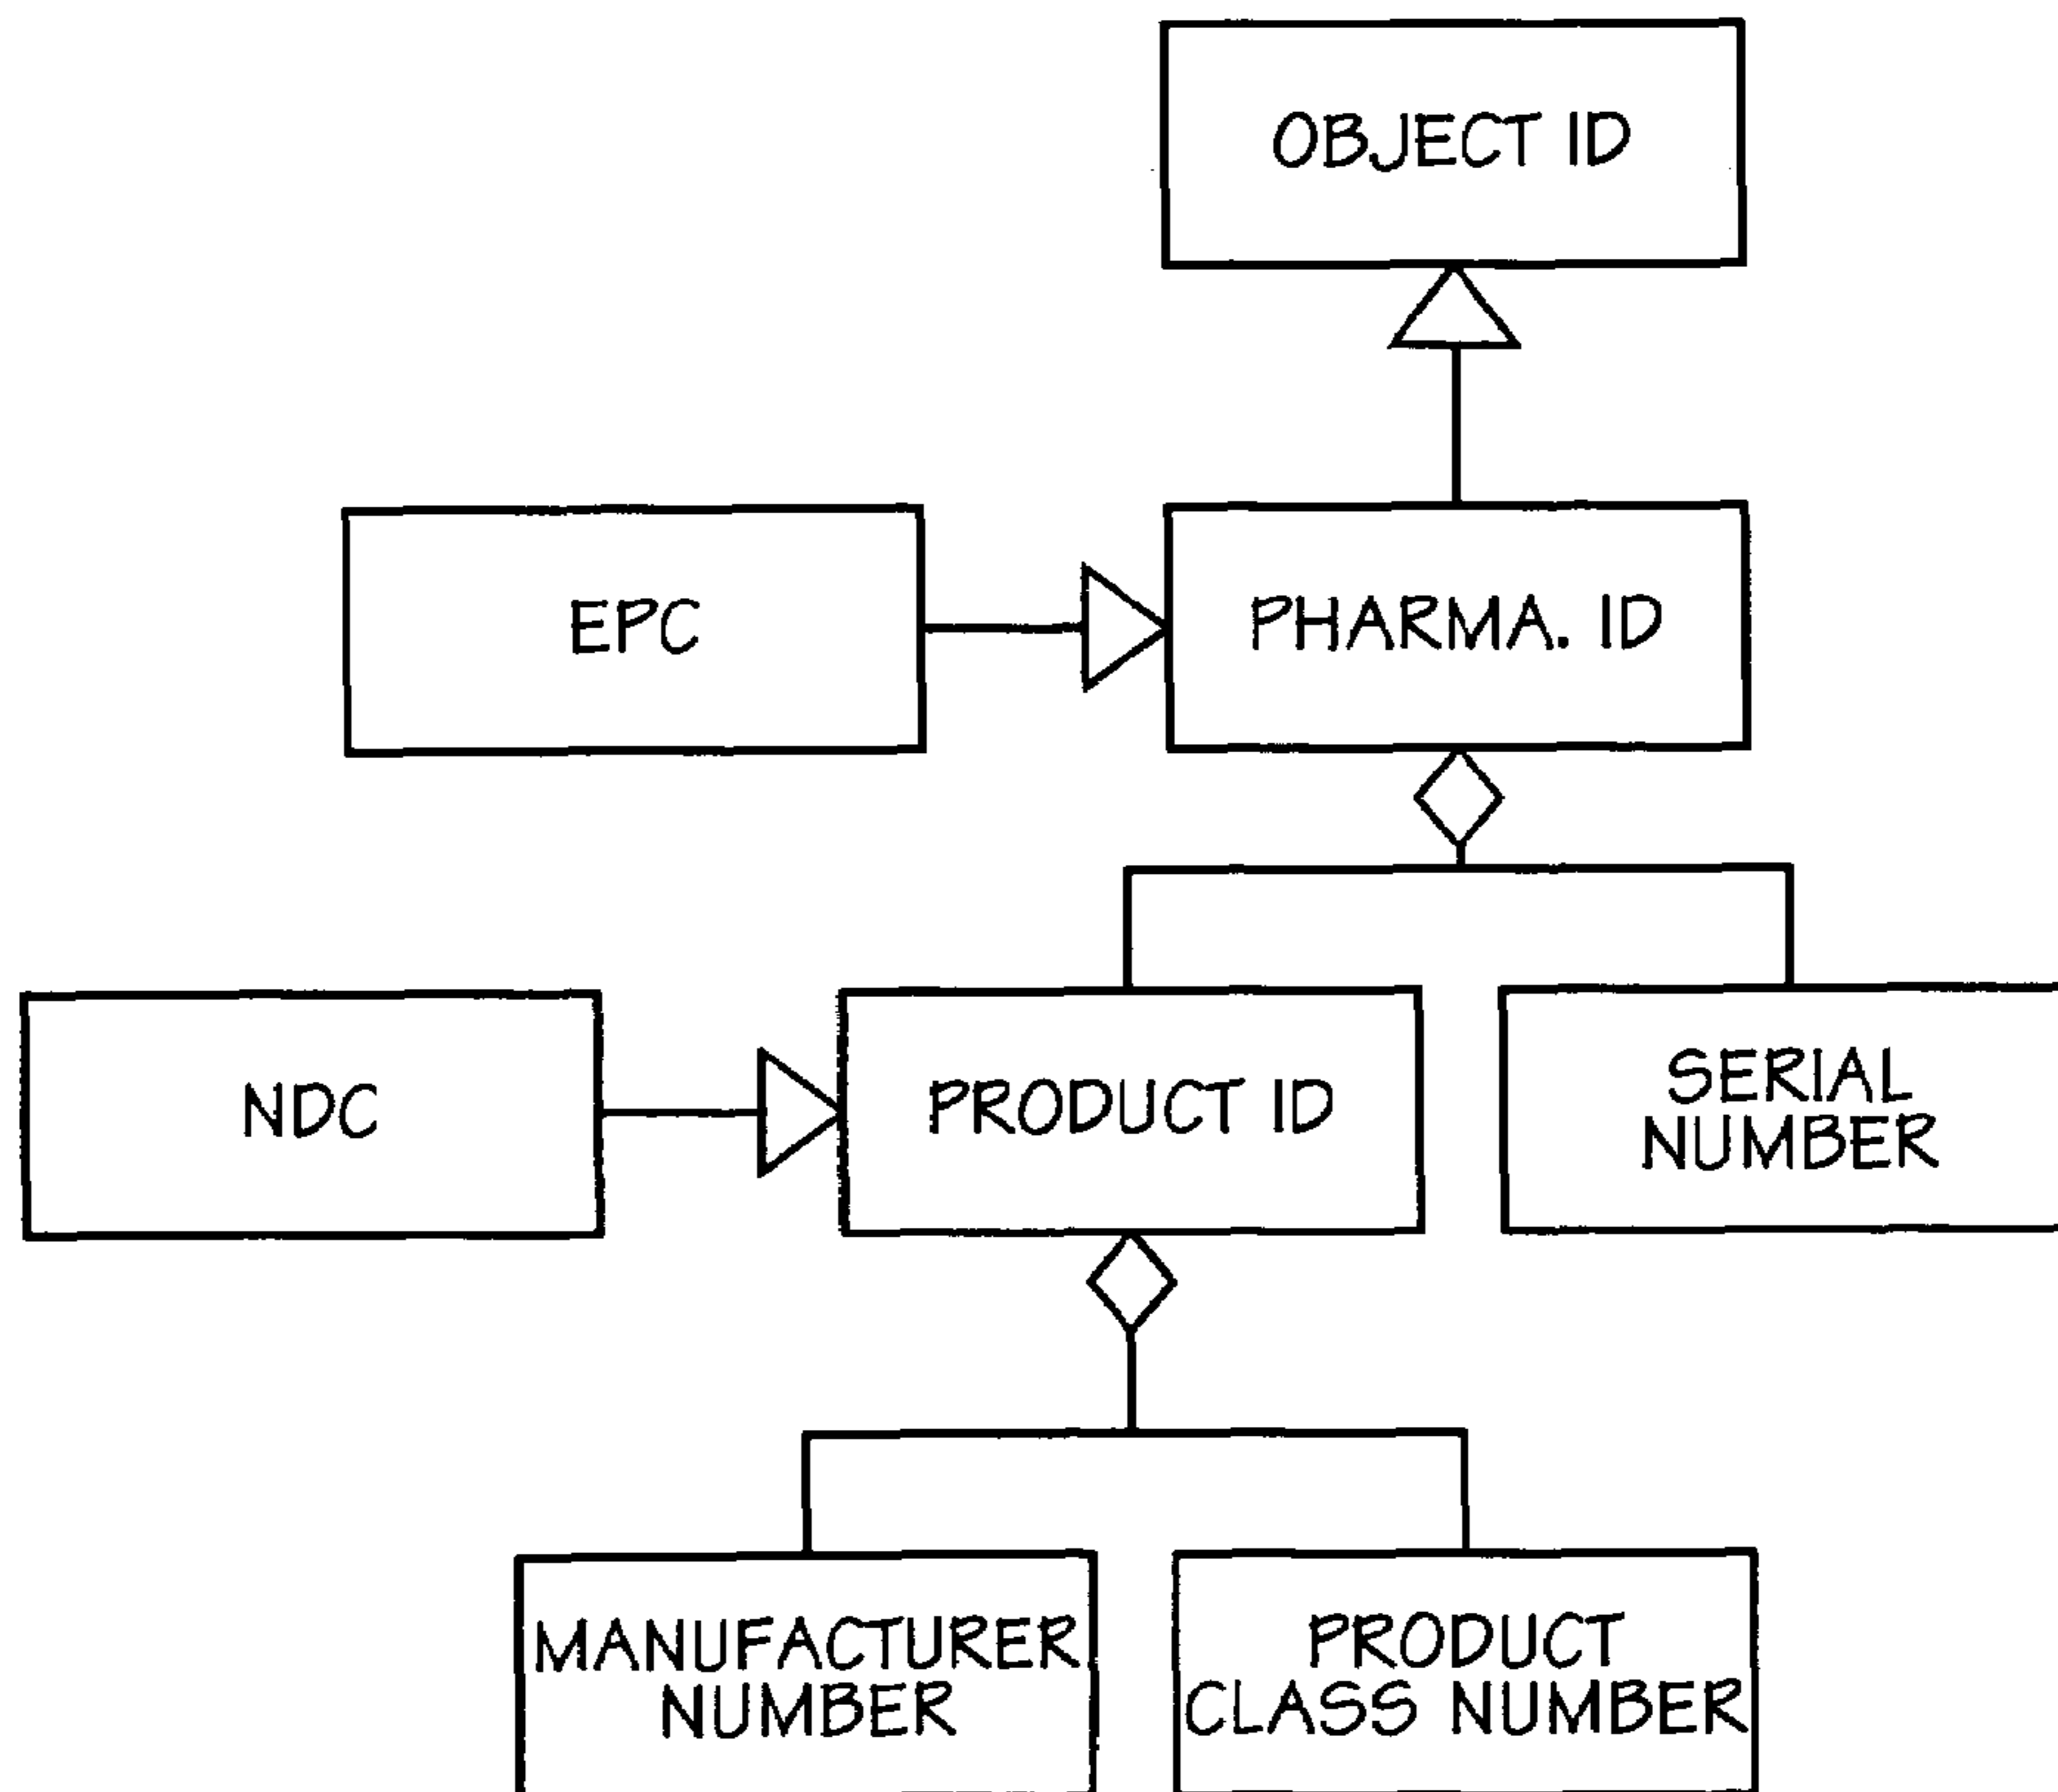 OBJECT ID
EPC
PHARMA. ID
NDC
PRODUCT ID
SERIAL
NUMBER
MANUFACTURER
NUMBER
PRODUCT
CLASS NUMBER